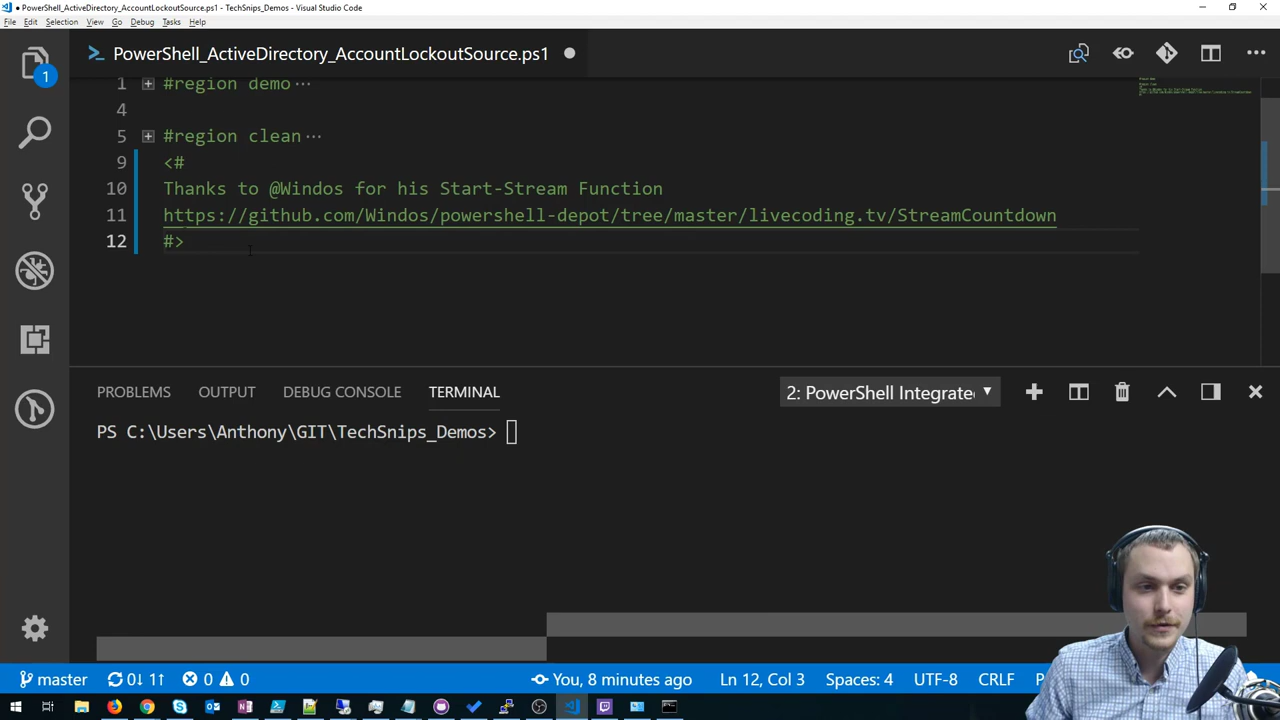 PowerShell_ActiveDirectory_AccountLockoutSource.ps1 - TechSnips_Demos - Visual Studio Code
File Edit Selection View Go Debug Tasks Help
PowerShell_ActiveDirectory_AccountLockoutSource.ps1
1
1 #region demo ...
4
5 #region clean ...
9 <#
10 Thanks to @Windos for his Start-Stream Function
11 https://github.com/Windos/powershell-depot/tree/master/livecoding.tv/StreamCountdown
12 #>
PROBLEMS OUTPUT DEBUG CONSOLE TERMINAL
2: PowerShell Integrate
PS C:\Users\Anthony\GIT\TechSnips_Demos>
master 0↓ 1↑ 0 0 You, 8 minutes ago Ln 12, Col 3 Spaces: 4 UTF-8 CRLF